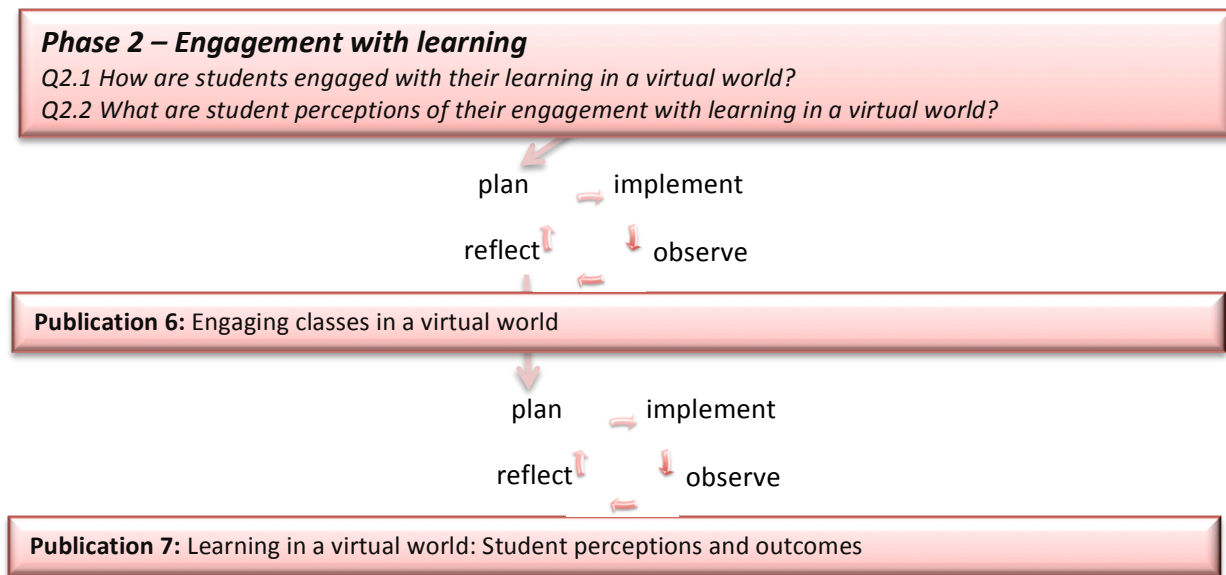 Phase 2 – Engagement with learning
Q2.1 How are students engaged with their learning in a virtual world?
Q2.2 What are student perceptions of their engagement with learning in a virtual world?
plan implement
reflect observe
Publication 6: Engaging classes in a virtual world
plan implement
reflect observe
Publication 7: Learning in a virtual world: Student perceptions and outcomes